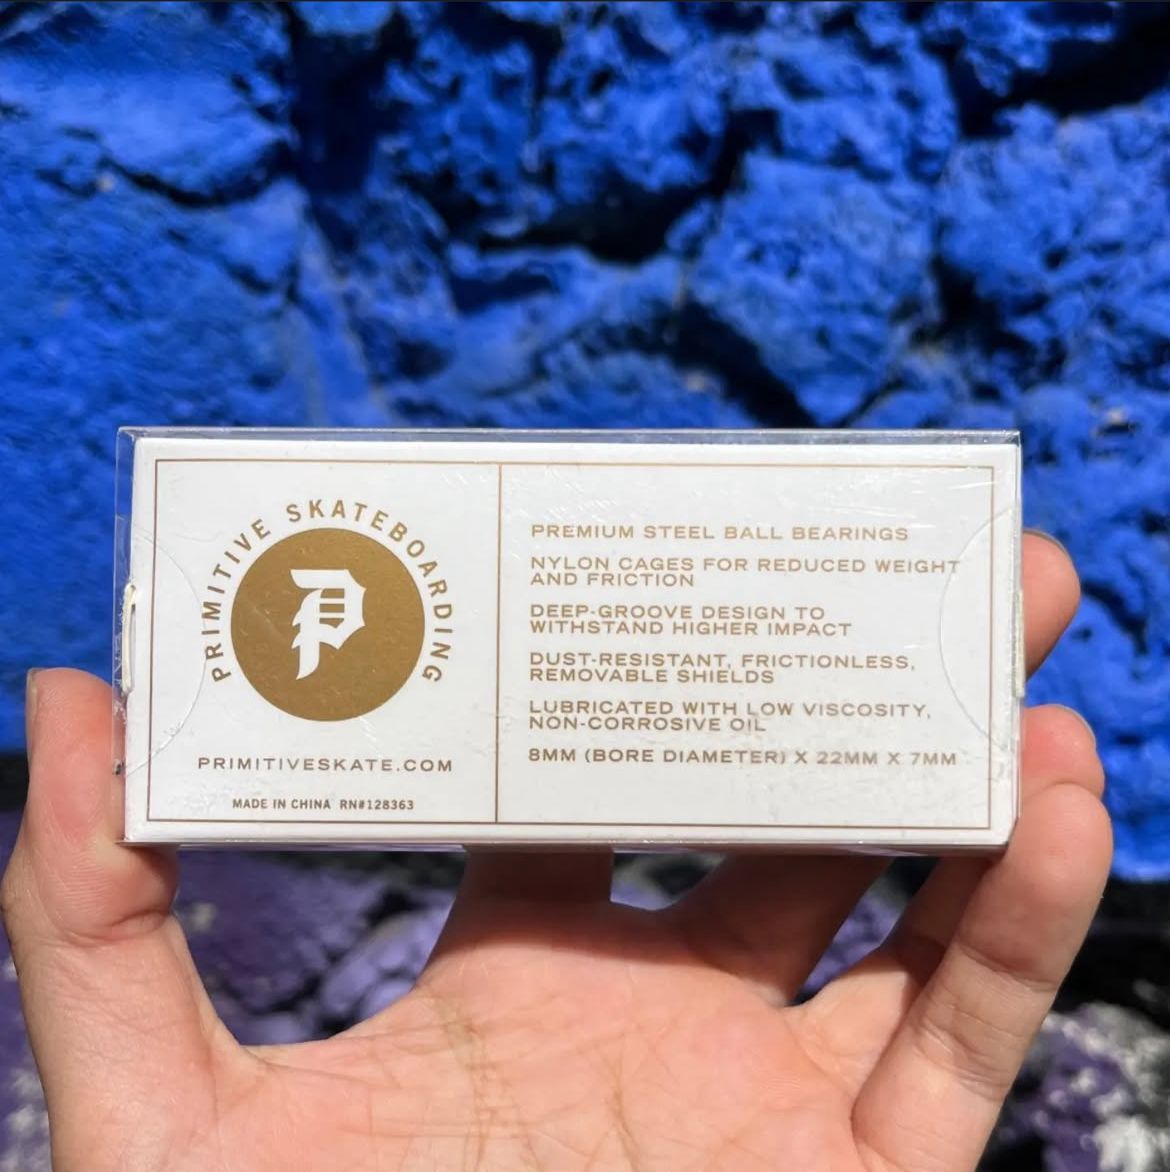 PRIMITIVE SKATEBOARDING
P
PRIMITIVESKATE.COM
MADE IN CHINA RN#128363
PREMIUM STEEL BALL BEARINGS
NYLON CAGES FOR REDUCED WEIGHT
AND FRICTION
DEEP-GROOVE DESIGN TO
WITHSTAND HIGHER IMPACT
DUST-RESISTANT, FRICTIONLESS,
REMOVABLE SHIELDS
LUBRICATED WITH LOW VISCOSITY,
NON-CORROSIVE OIL
8MM (BORE DIAMETER) X 22MM X 7MM